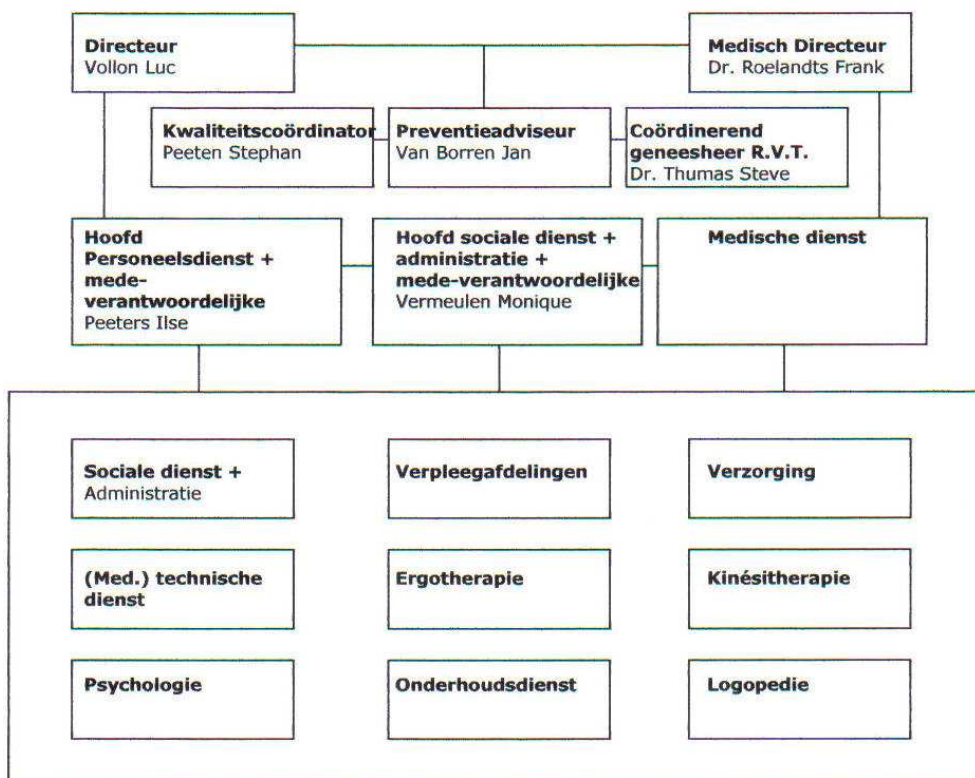 Directeur
Vollon Luc
Medisch Directeur
Dr. Roelandts Frank
Kwaliteitscoördinator
Peeten Stephan
Preventieadviseur
Van Borren Jan
Coördinerend
geneesheer R.V.T.
Dr. Thumas Steve
Hoofd
Personeelsdienst +
mede-
verantwoordelijke
Peeters Ilse
Hoofd sociale dienst +
administratie +
mede-verantwoordelijke
Vermeulen Monique
Medische dienst
Sociale dienst +
Administratie
Verpleegafdelingen
Verzorging
(Med.) technische
dienst
Ergotherapie
Kinésitherapie
Psychologie
Onderhoudsdienst
Logopedie